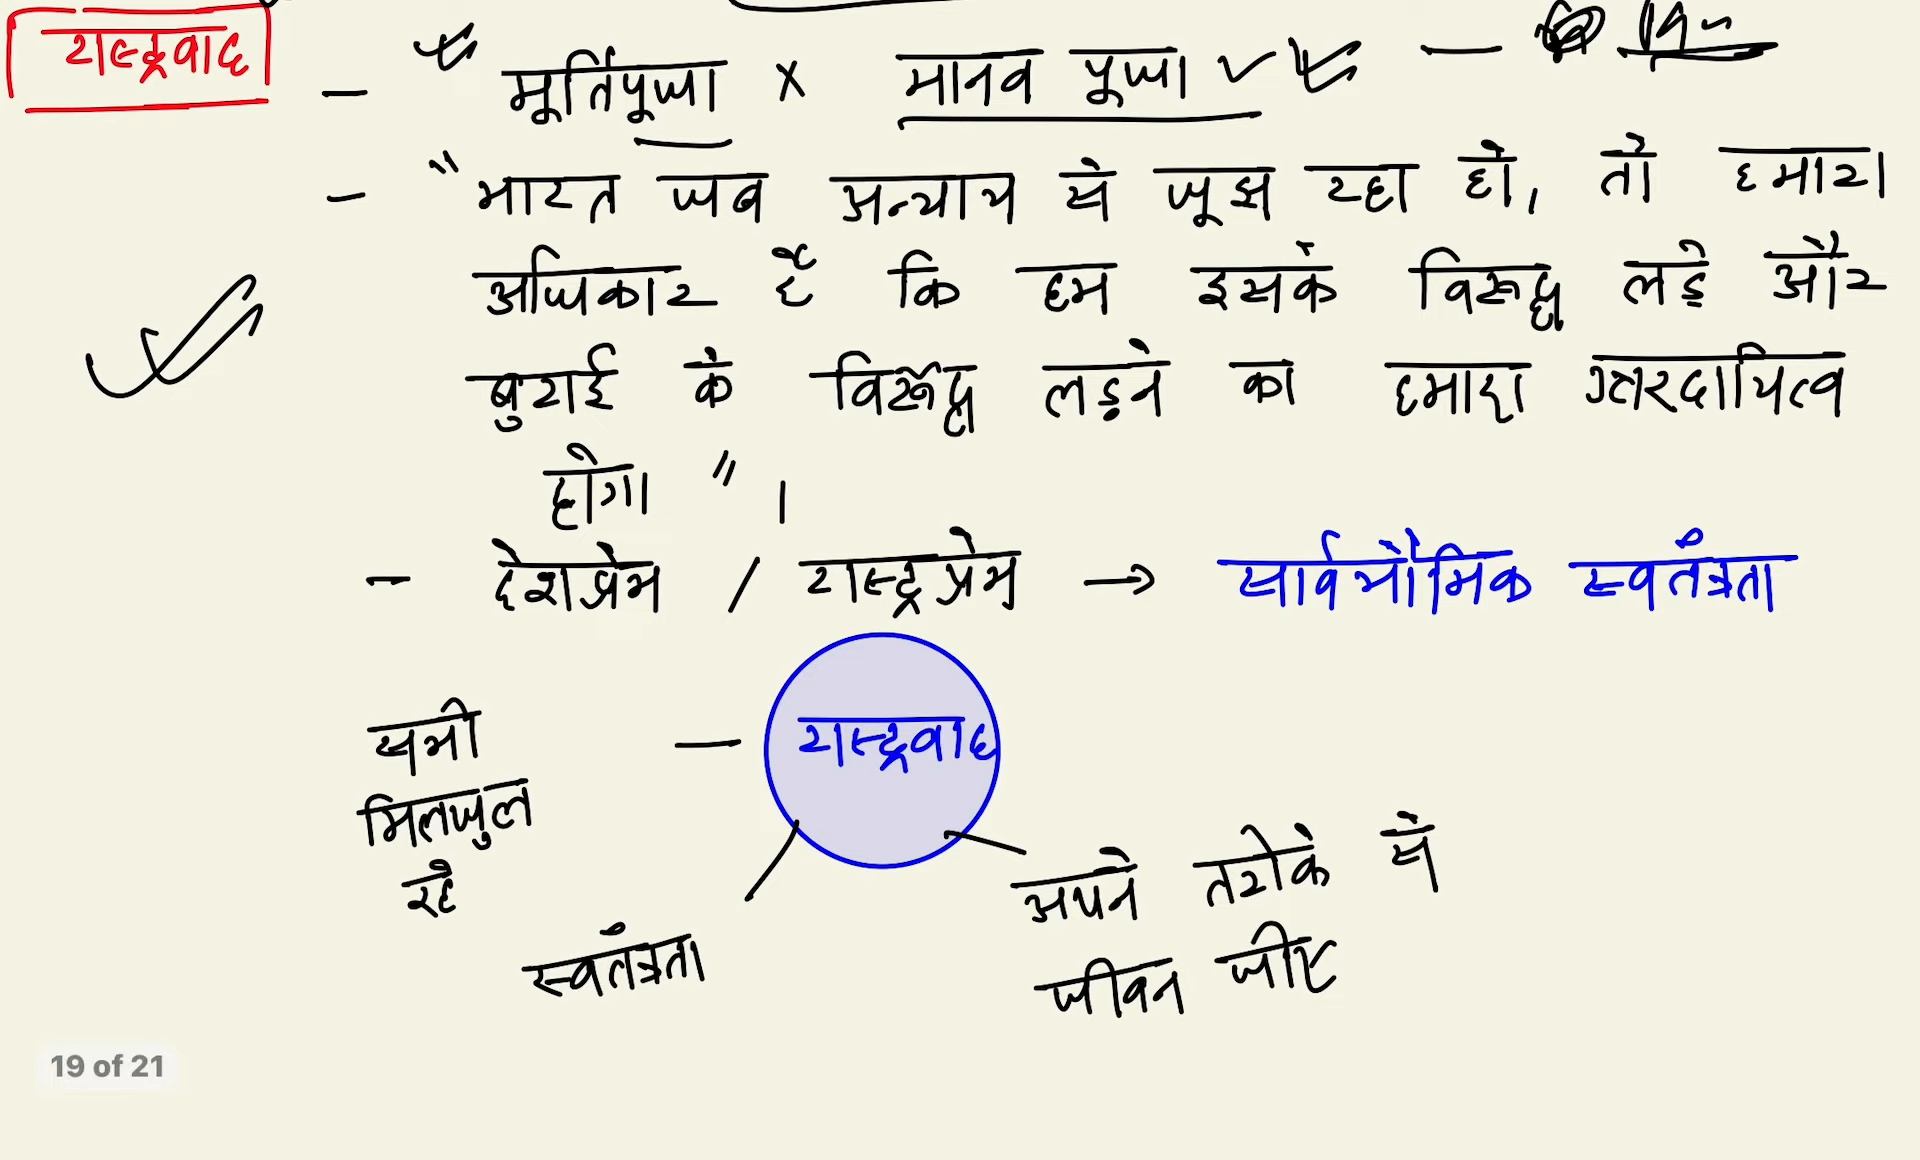 राष्ट्रवाद
- मूर्तिपूजा × मानव पूजा ✓ -
- "भारत जब अन्याय से जूझ रहा हो, तो हमारा
अधिकार है कि हम इसके विरूद्ध लड़े और
बुराई के विरूद्ध लड़ने का हमारा उत्तरदायित्व
होगा"।
- देशप्रेम / राष्ट्रप्रेम → सार्वभौमिक स्वतंत्रता
सभी - राष्ट्रवाद
मिलजुल
रहे
अपने तरीके से
स्वतंत्रता
जीवन जीए
19 of 21